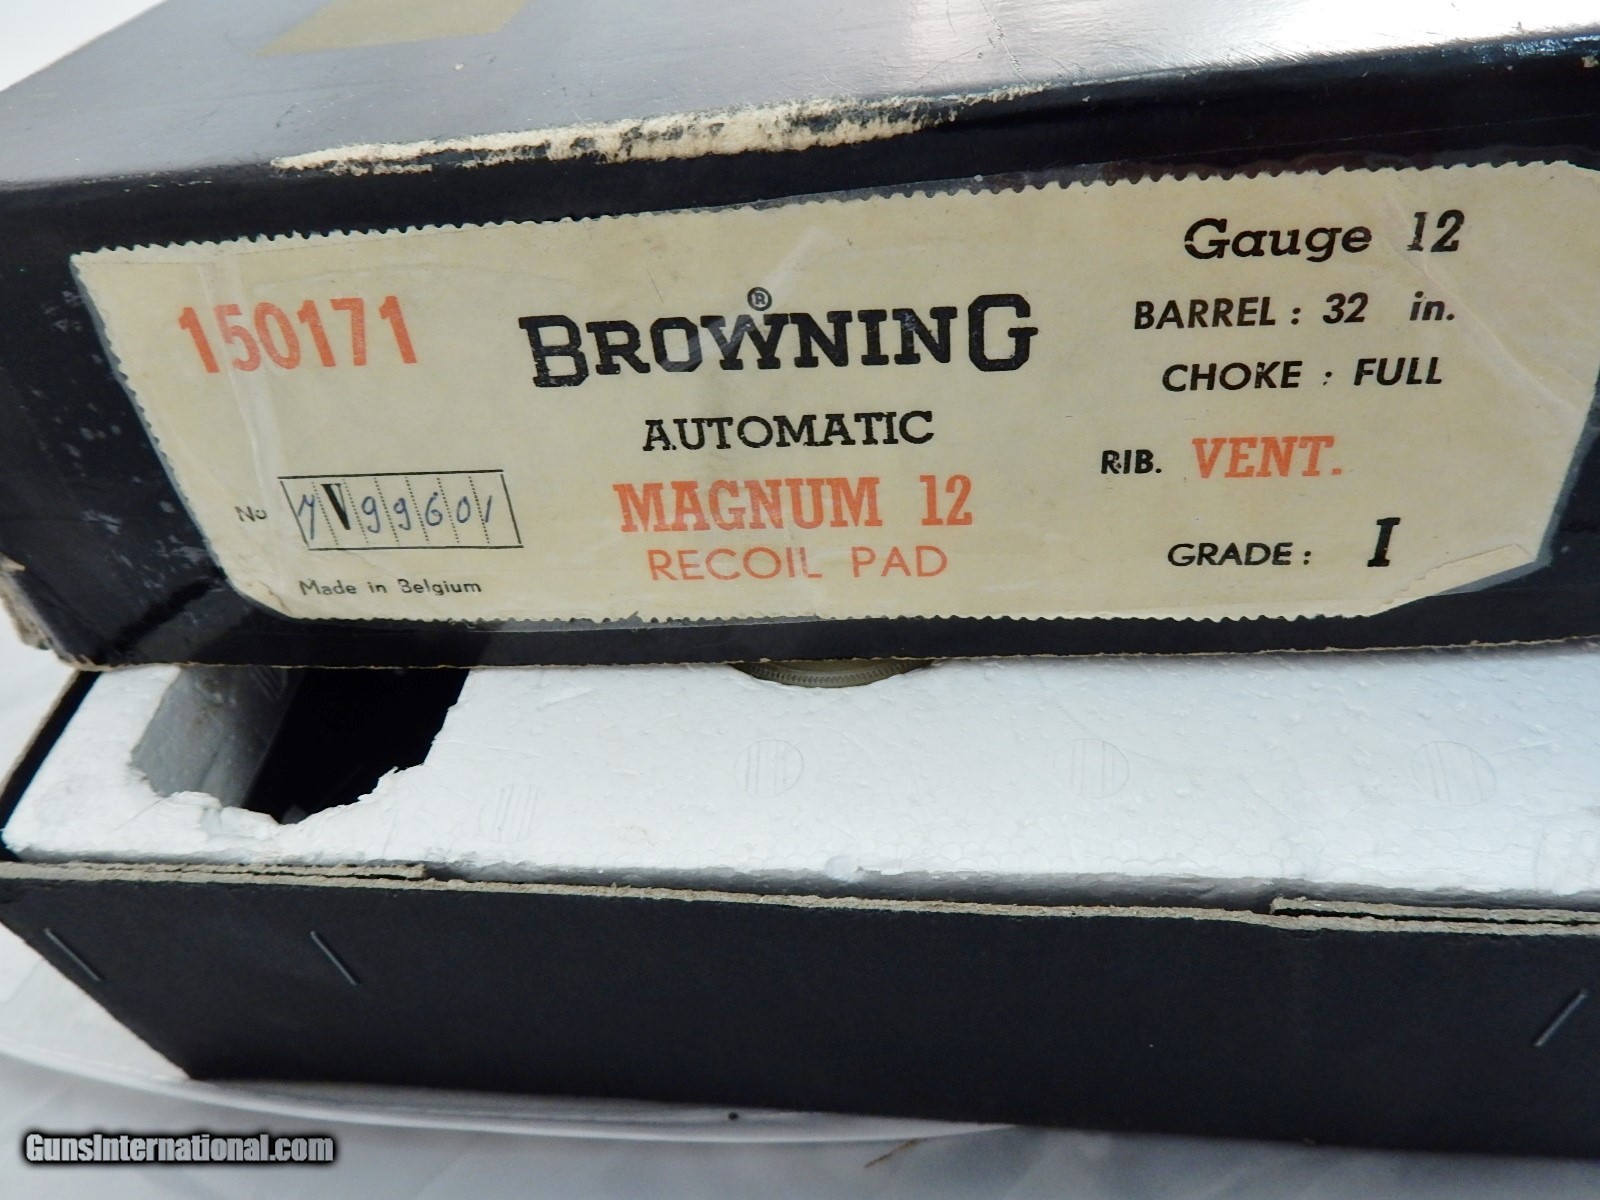 150171
BROWNING®
AUTOMATIC
MAGNUM 12
RECOIL PAD
No 7V99601
Made in Belgium
Gauge 12
BARREL : 32 in.
CHOKE : FULL
RIB. VENT.
GRADE : I
GunsInternational.com